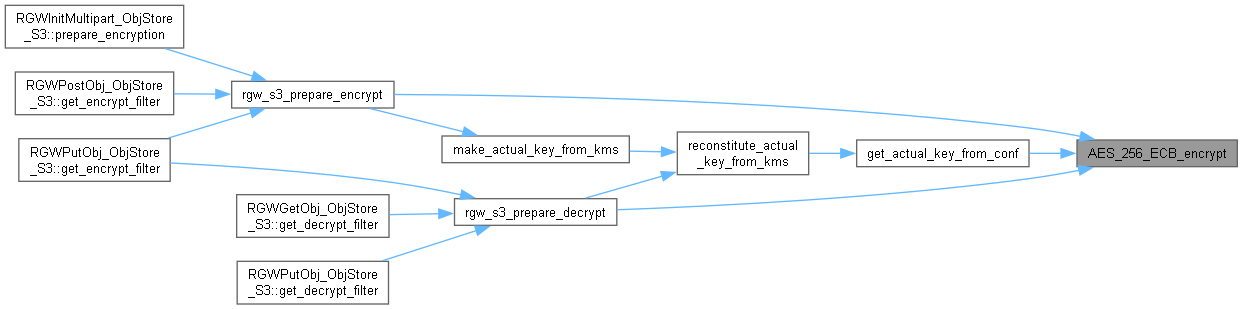 RGWInitMultipart_ObjStore
_S3::prepare_encryption
RGWPostObj_ObjStore
_S3::get_encrypt_filter
RGWPutObj_ObjStore
_S3::get_encrypt_filter
rgw_s3_prepare_encrypt
make_actual_key_from_kms
reconstitute_actual
_key_from_kms
get_actual_key_from_conf
AES_256_ECB_encrypt
RGWGetObj_ObjStore
_S3::get_decrypt_filter
rgw_s3_prepare_decrypt
RGWPutObj_ObjStore
_S3::get_decrypt_filter